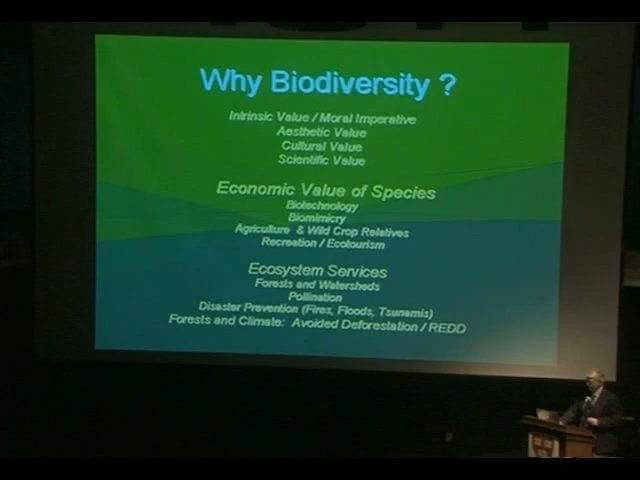 Why Biodiversity ?
Intrinsic Value / Moral Imperative
Aesthetic Value
Cultural Value
Scientific Value
Economic Value of Species
Biotechnology
Biomimicry
Agriculture & Wild Crop Relatives
Recreation / Ecotourism
Ecosystem Services
Forests and Watersheds
Pollination
Disaster Prevention (Fires, Floods, Tsunamis)
Forests and Climate: Avoided Deforestation / REDD